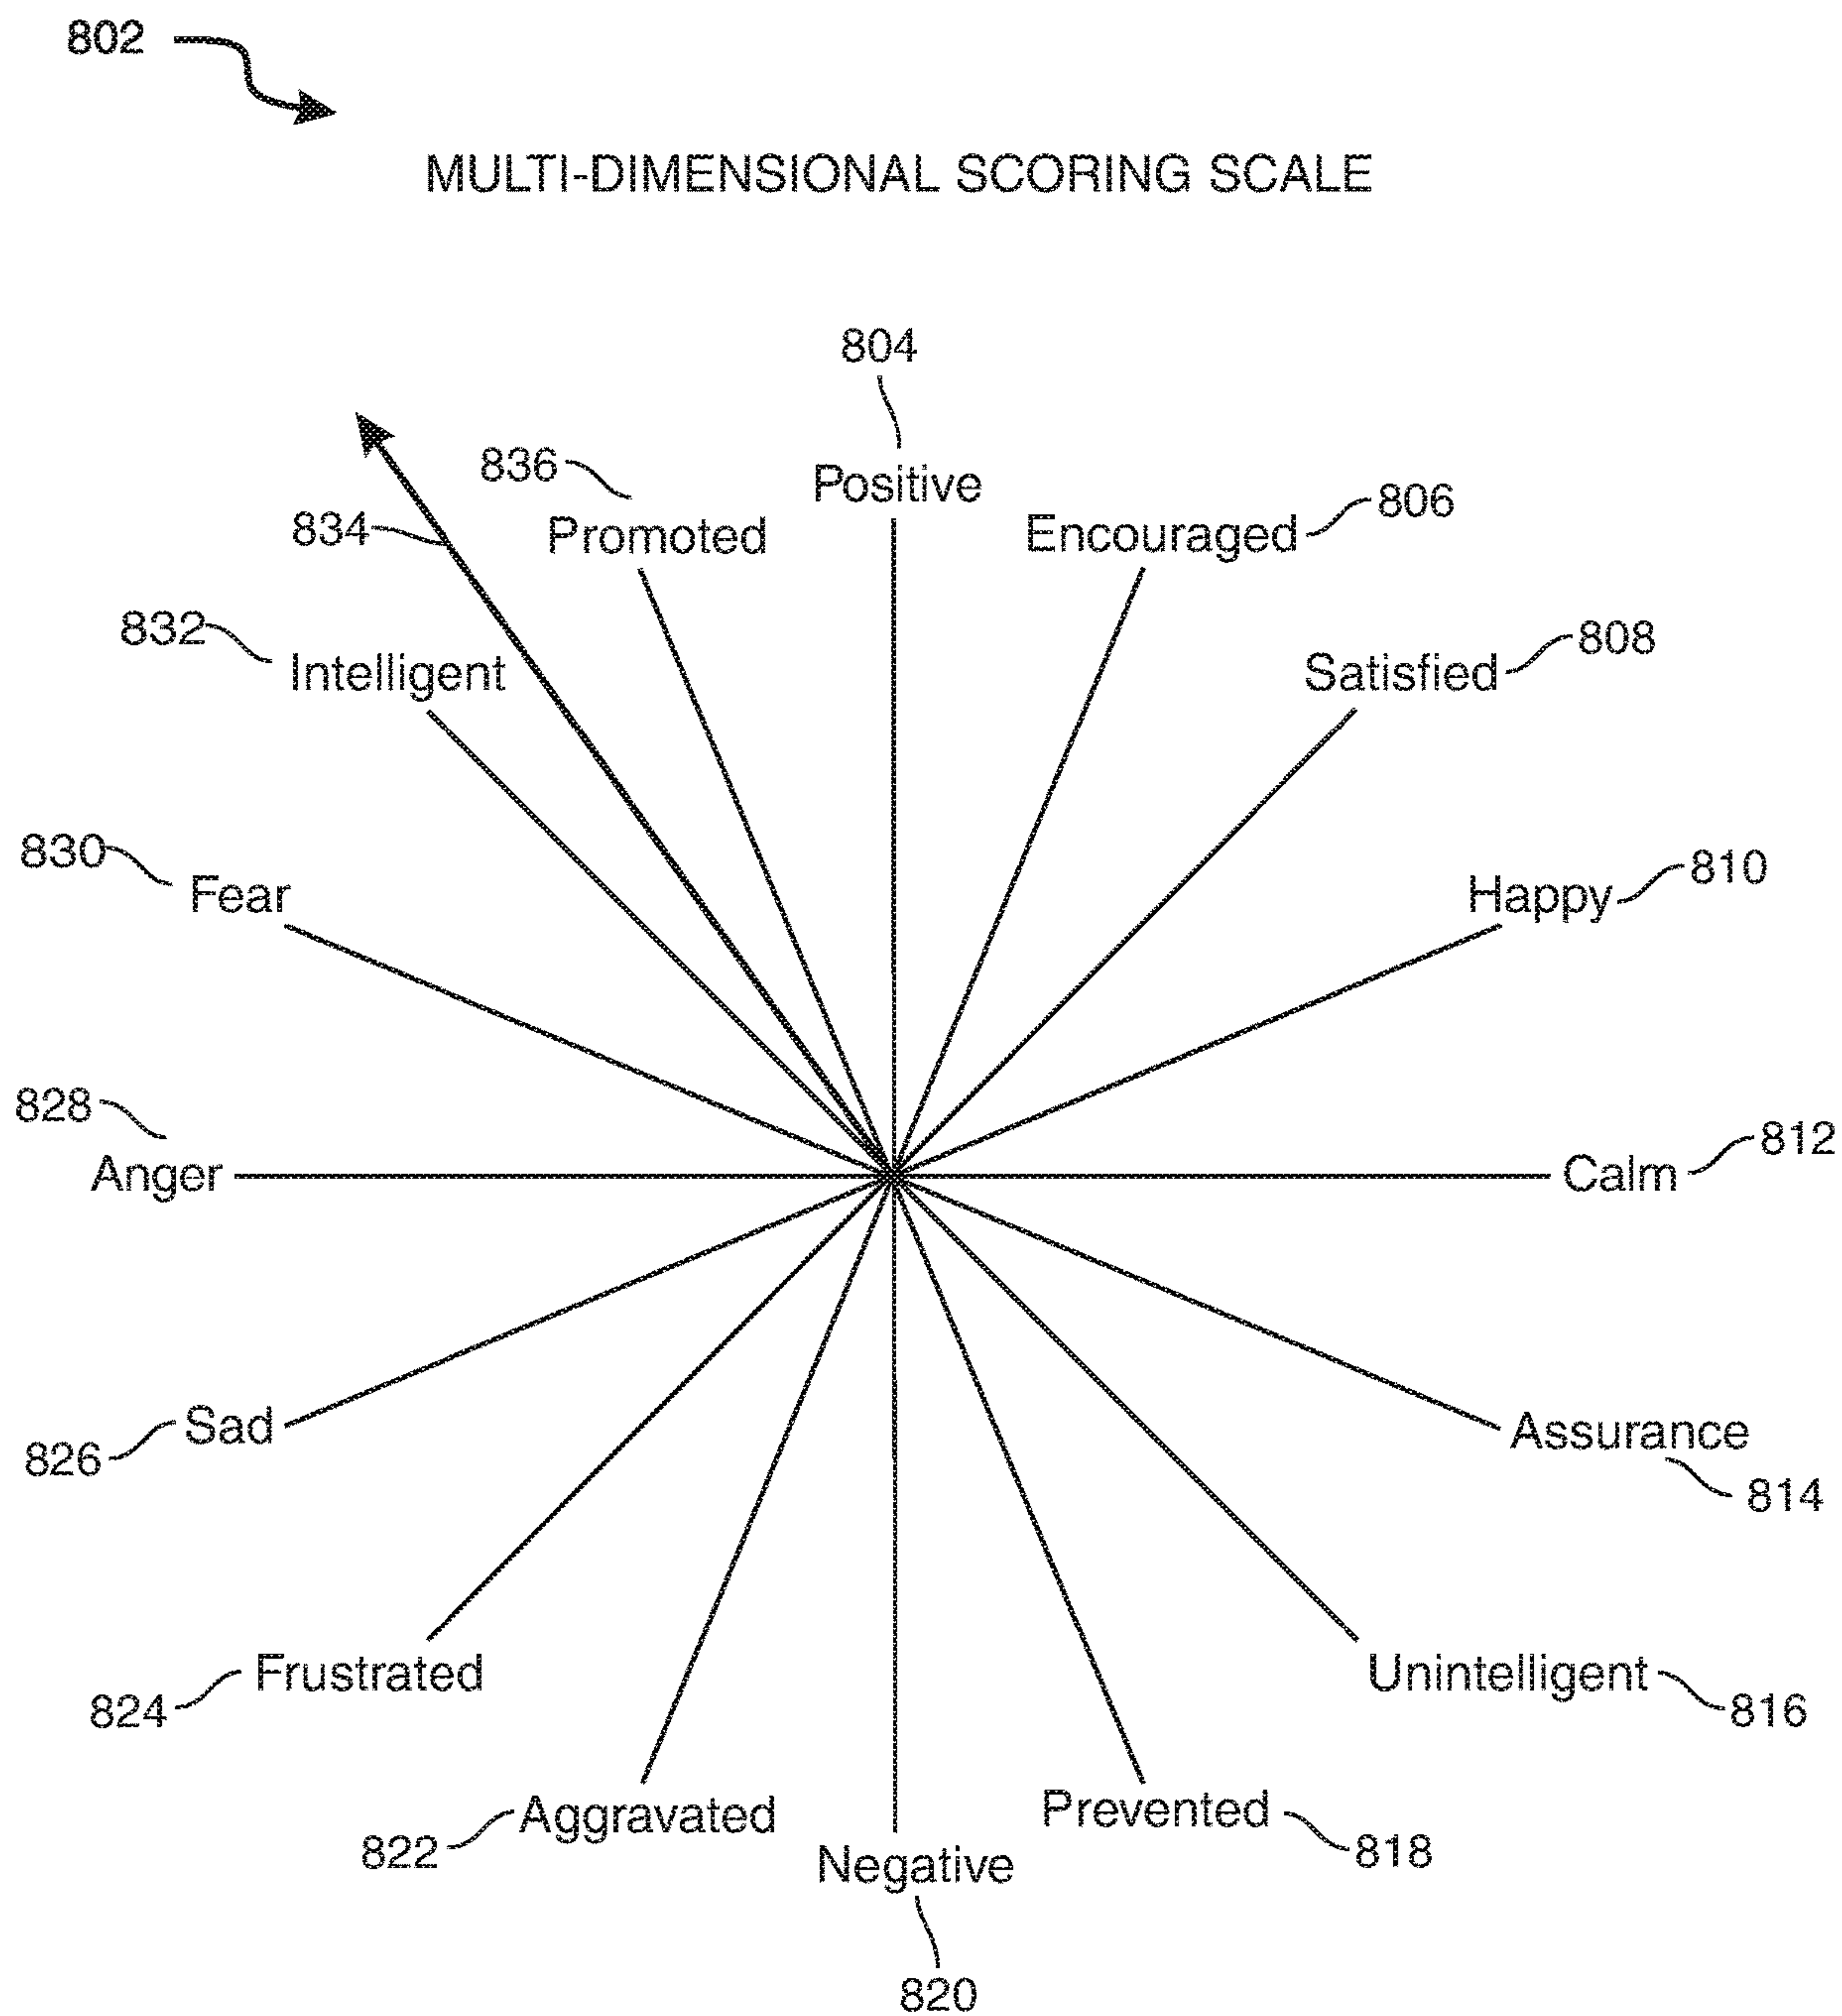 802
MULTI-DIMENSIONAL SCORING SCALE
804
Positive
836
Promoted
Encouraged
806
834
832
Intelligent
Satisfied
808
830
Fear
Happy
810
828
Anger
Calm
812
826
Sad
Assurance
814
824
Frustrated
Unintelligent
816
822
Aggravated
Prevented
818
Negative
820